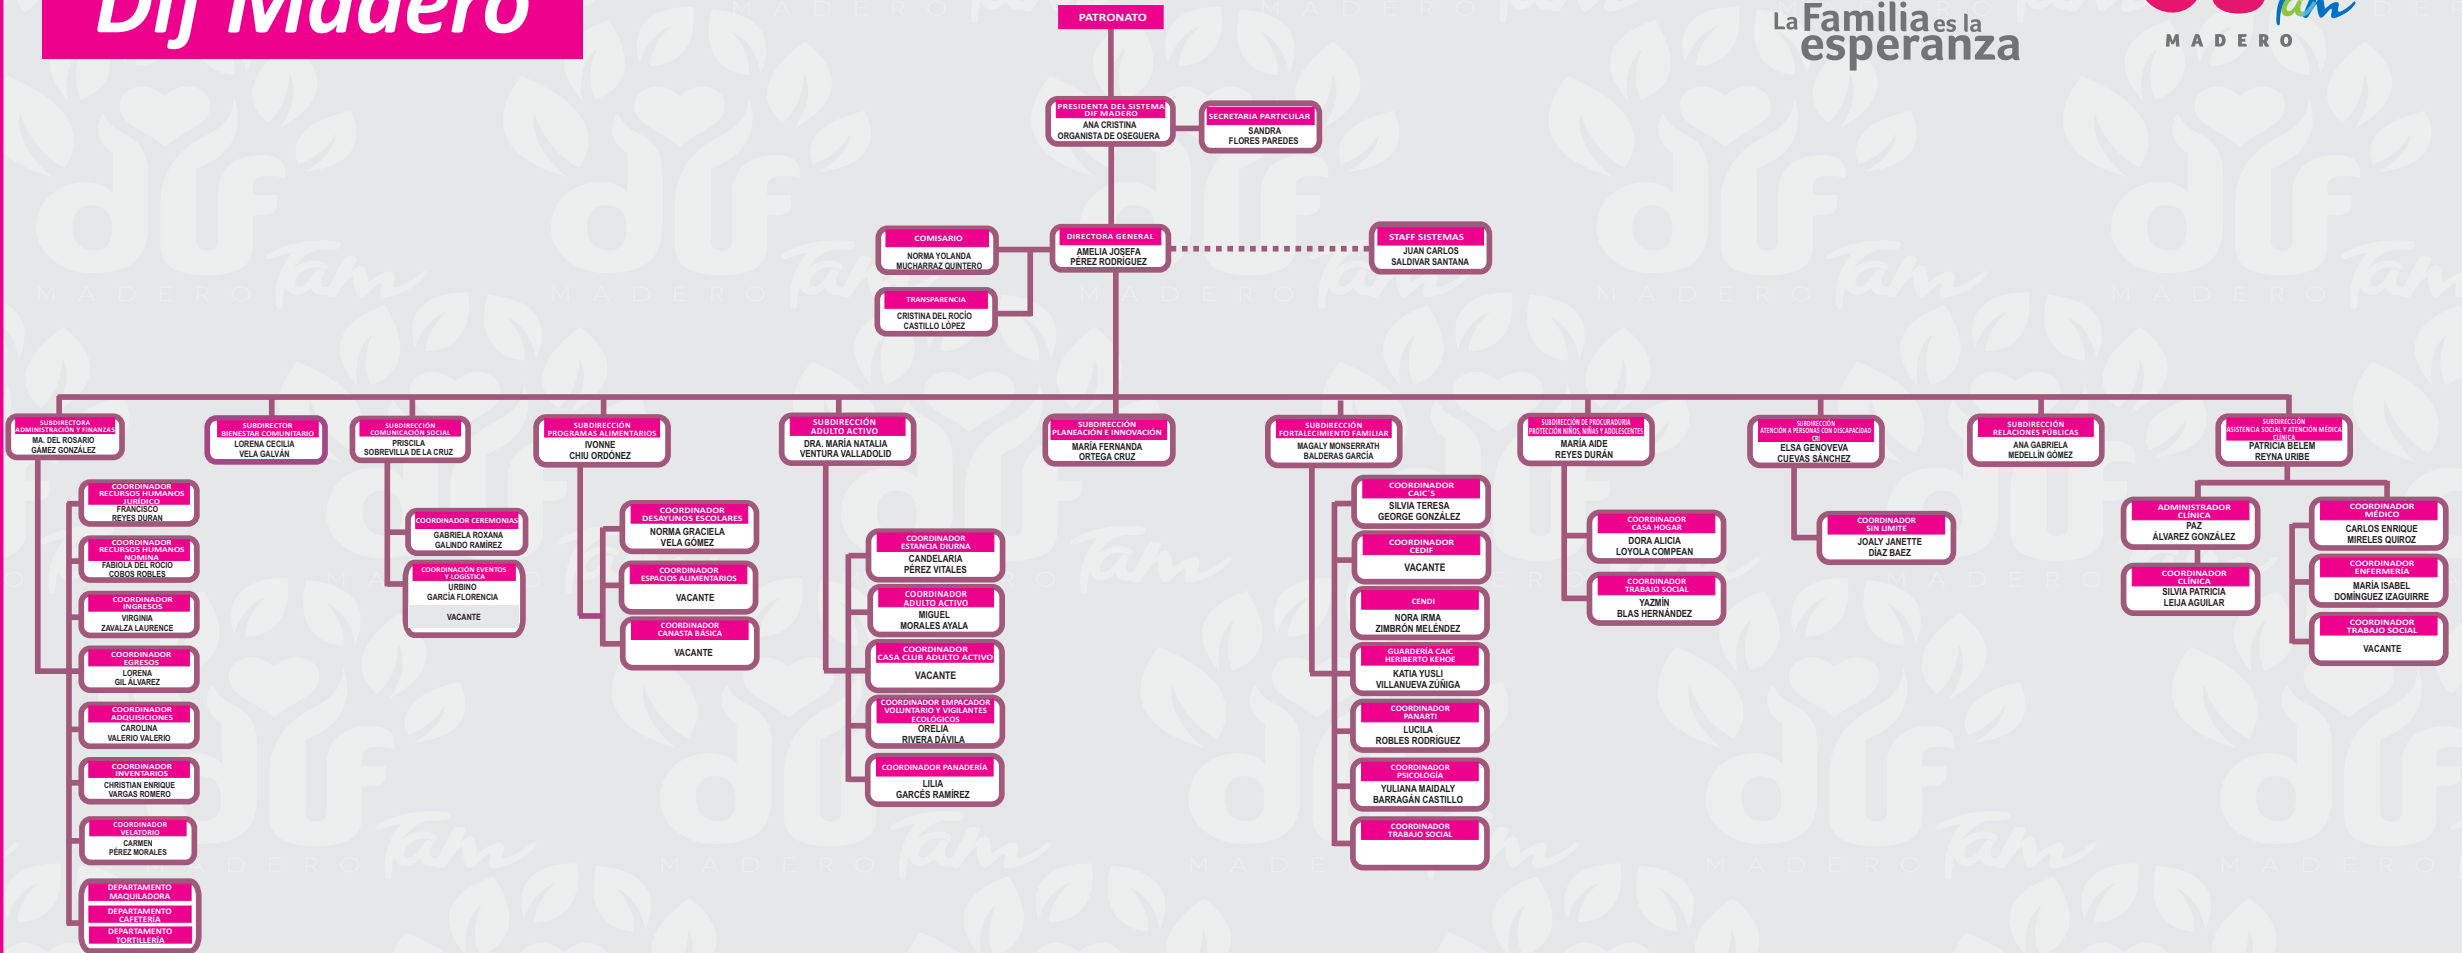 Dif Madero
PATRONATO
La Familia es la
esperanza
Tam
MADERO
PRESIDENTA DEL SISTEMA
DIF MADERO
ANA CRISTINA
ORGANISTA DE OSEGUERA
SECRETARIA PARTICULAR
SANDRA
FLORES PAREDES
COMISARIO
NORMA YOLANDA
MUCHARRAZ QUINTERO
DIRECTORA GENERAL
AMELIA JOSEFA
PÉREZ RODRÍGUEZ
STAFF SISTEMAS
JUAN CARLOS
SALDIVAR SANTANA
TRANSPARENCIA
CRISTINA DEL ROCÍO
CASTILLO LÓPEZ
SUBDIRECTORA
ADMINISTRACIÓN Y FINANZAS
MA. DEL ROSARIO
GÁMEZ GONZÁLEZ
COORDINADOR
RECURSOS HUMANOS
JURÍDICO
FRANCISCO
REYES DURAN
COORDINADOR
RECURSOS HUMANOS
NOMINA
FABIOLA DEL ROCIO
COBOS ROBLES
COORDINADOR
INGRESOS
VIRGINIA
ZAVALZA LAURENCE
COORDINADOR
EGRESOS
LORENA
GIL ÁLVAREZ
COORDINADOR
ADQUISICIONES
CAROLINA
VALERIO VALERIO
COORDINADOR
INVENTARIOS
CHRISTIAN ENRIQUE
VARGAS ROMERO
COORDINADOR
VELATORIO
CARMEN
PÉREZ MORALES
DEPARTAMENTO
MAQUILADORA
DEPARTAMENTO
CAFETERÍA
DEPARTAMENTO
TORTILLERÍA
SUBDIRECTOR
BIENESTAR COMUNITARIO
LORENA CECILIA
VELA GALVÁN
SUBDIRECCIÓN
COMUNICACIÓN SOCIAL
PRISCILA
SOBREVILLA DE LA CRUZ
COORDINADOR CEREMONIAS
GABRIELA ROXANA
GALINDO RAMÍREZ
COORDINACIÓN EVENTOS
Y LOGÍSTICA
URBINO
GARCÍA FLORENCIA
VACANTE
SUBDIRECCIÓN
PROGRAMAS ALIMENTARIOS
IVONNE
CHIU ORDÓNEZ
COORDINADOR
DESAYUNOS ESCOLARES
NORMA GRACIELA
VELA GÓMEZ
COORDINADOR
ESPACIOS ALIMENTARIOS
VACANTE
COORDINADOR
CANASTA BÁSICA
VACANTE
SUBDIRECCIÓN
ADULTO ACTIVO
DRA. MARÍA NATALIA
VENTURA VALLADOLID
COORDINADOR
ESTANCIA DIURNA
CANDELARIA
PÉREZ VITALES
COORDINADOR
ADULTO ACTIVO
MIGUEL
MORALES AYALA
COORDINADOR
CASA CLUB ADULTO ACTIVO
VACANTE
COORDINADOR EMPACADOR
VOLUNTARIO Y VIGILANTES
ECOLÓGICOS
ORELIA
RIVERA DÁVILA
COORDINADOR PANADERÍA
LILIA
GARCÉS RAMÍREZ
SUBDIRECCIÓN
PLANEACIÓN E INNOVACIÓN
MARÍA FERNANDA
ORTEGA CRUZ
SUBDIRECCIÓN
FORTALECIMIENTO FAMILIAR
MAGALY MONSERRATH
BALDERAS GARCÍA
COORDINADOR
CAIC´S
SILVIA TERESA
GEORGE GONZÁLEZ
COORDINADOR
CEDIF
VACANTE
CENDI
NORA IRMA
ZIMBRÓN MELÉNDEZ
GUARDERÍA CAIC
HERIBERTO KEHOE
KATIA YUSLI
VILLANUEVA ZÚÑIGA
COORDINADOR
PANARTI
LUCILA
ROBLES RODRÍGUEZ
COORDINADOR
PSICOLOGÍA
YULIANA MAIDALY
BARRAGÁN CASTILLO
COORDINADOR
TRABAJO SOCIAL
SUBDIRECCIÓN DE PROCURADURIA
PROTECCIÓN NIÑOS, NIÑAS Y ADOLESCENTES
MARÍA AIDE
REYES DURÁN
COORDINADOR
CASA HOGAR
DORA ALICIA
LOYOLA COMPEAN
COORDINADOR
TRABAJO SOCIAL
YAZMÍN
BLAS HERNÁNDEZ
SUBDIRECCIÓN
ATENCIÓN A PERSONAS CON DISCAPACIDAD
CRI
ELSA GENOVEVA
CUEVAS SÁNCHEZ
COORDINADOR
SIN LIMITE
JOALY JANETTE
DÍAZ BAEZ
SUBDIRECCIÓN
RELACIONES PÚBLICAS
ANA GABRIELA
MEDELLÍN GÓMEZ
SUBDIRECCIÓN
ASISTENCIA SOCIAL Y ATENCIÓN MÉDICA
CLÍNICA
PATRICIA BELEM
REYNA URIBE
ADMINISTRADOR
CLÍNICA
PAZ
ÁLVAREZ GONZÁLEZ
COORDINADOR
CLÍNICA
SILVIA PATRICIA
LEIJA AGUILAR
COORDINADOR
MÉDICO
CARLOS ENRIQUE
MIRELES QUIROZ
COORDINADOR
ENFERMERÍA
MARÍA ISABEL
DOMÍNGUEZ IZAGUIRRE
COORDINADOR
TRABAJO SOCIAL
VACANTE